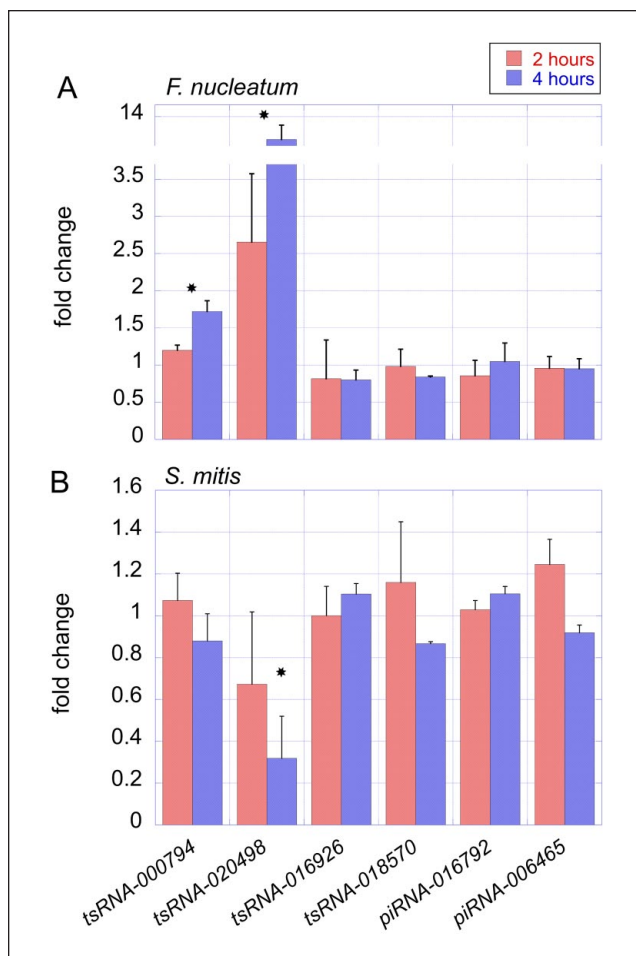 2 hours
4 hours
A
F. nucleatum
14
3.5
3
2.5
2
1.5
1
0.5
0
fold change
B
S. mitis
1.6
1.4
1.2
1
0.8
0.6
0.4
0.2
0
fold change
tsRNA-000794
tsRNA-020498
tsRNA-016926
tsRNA-018570
piRNA-016792
piRNA-006465